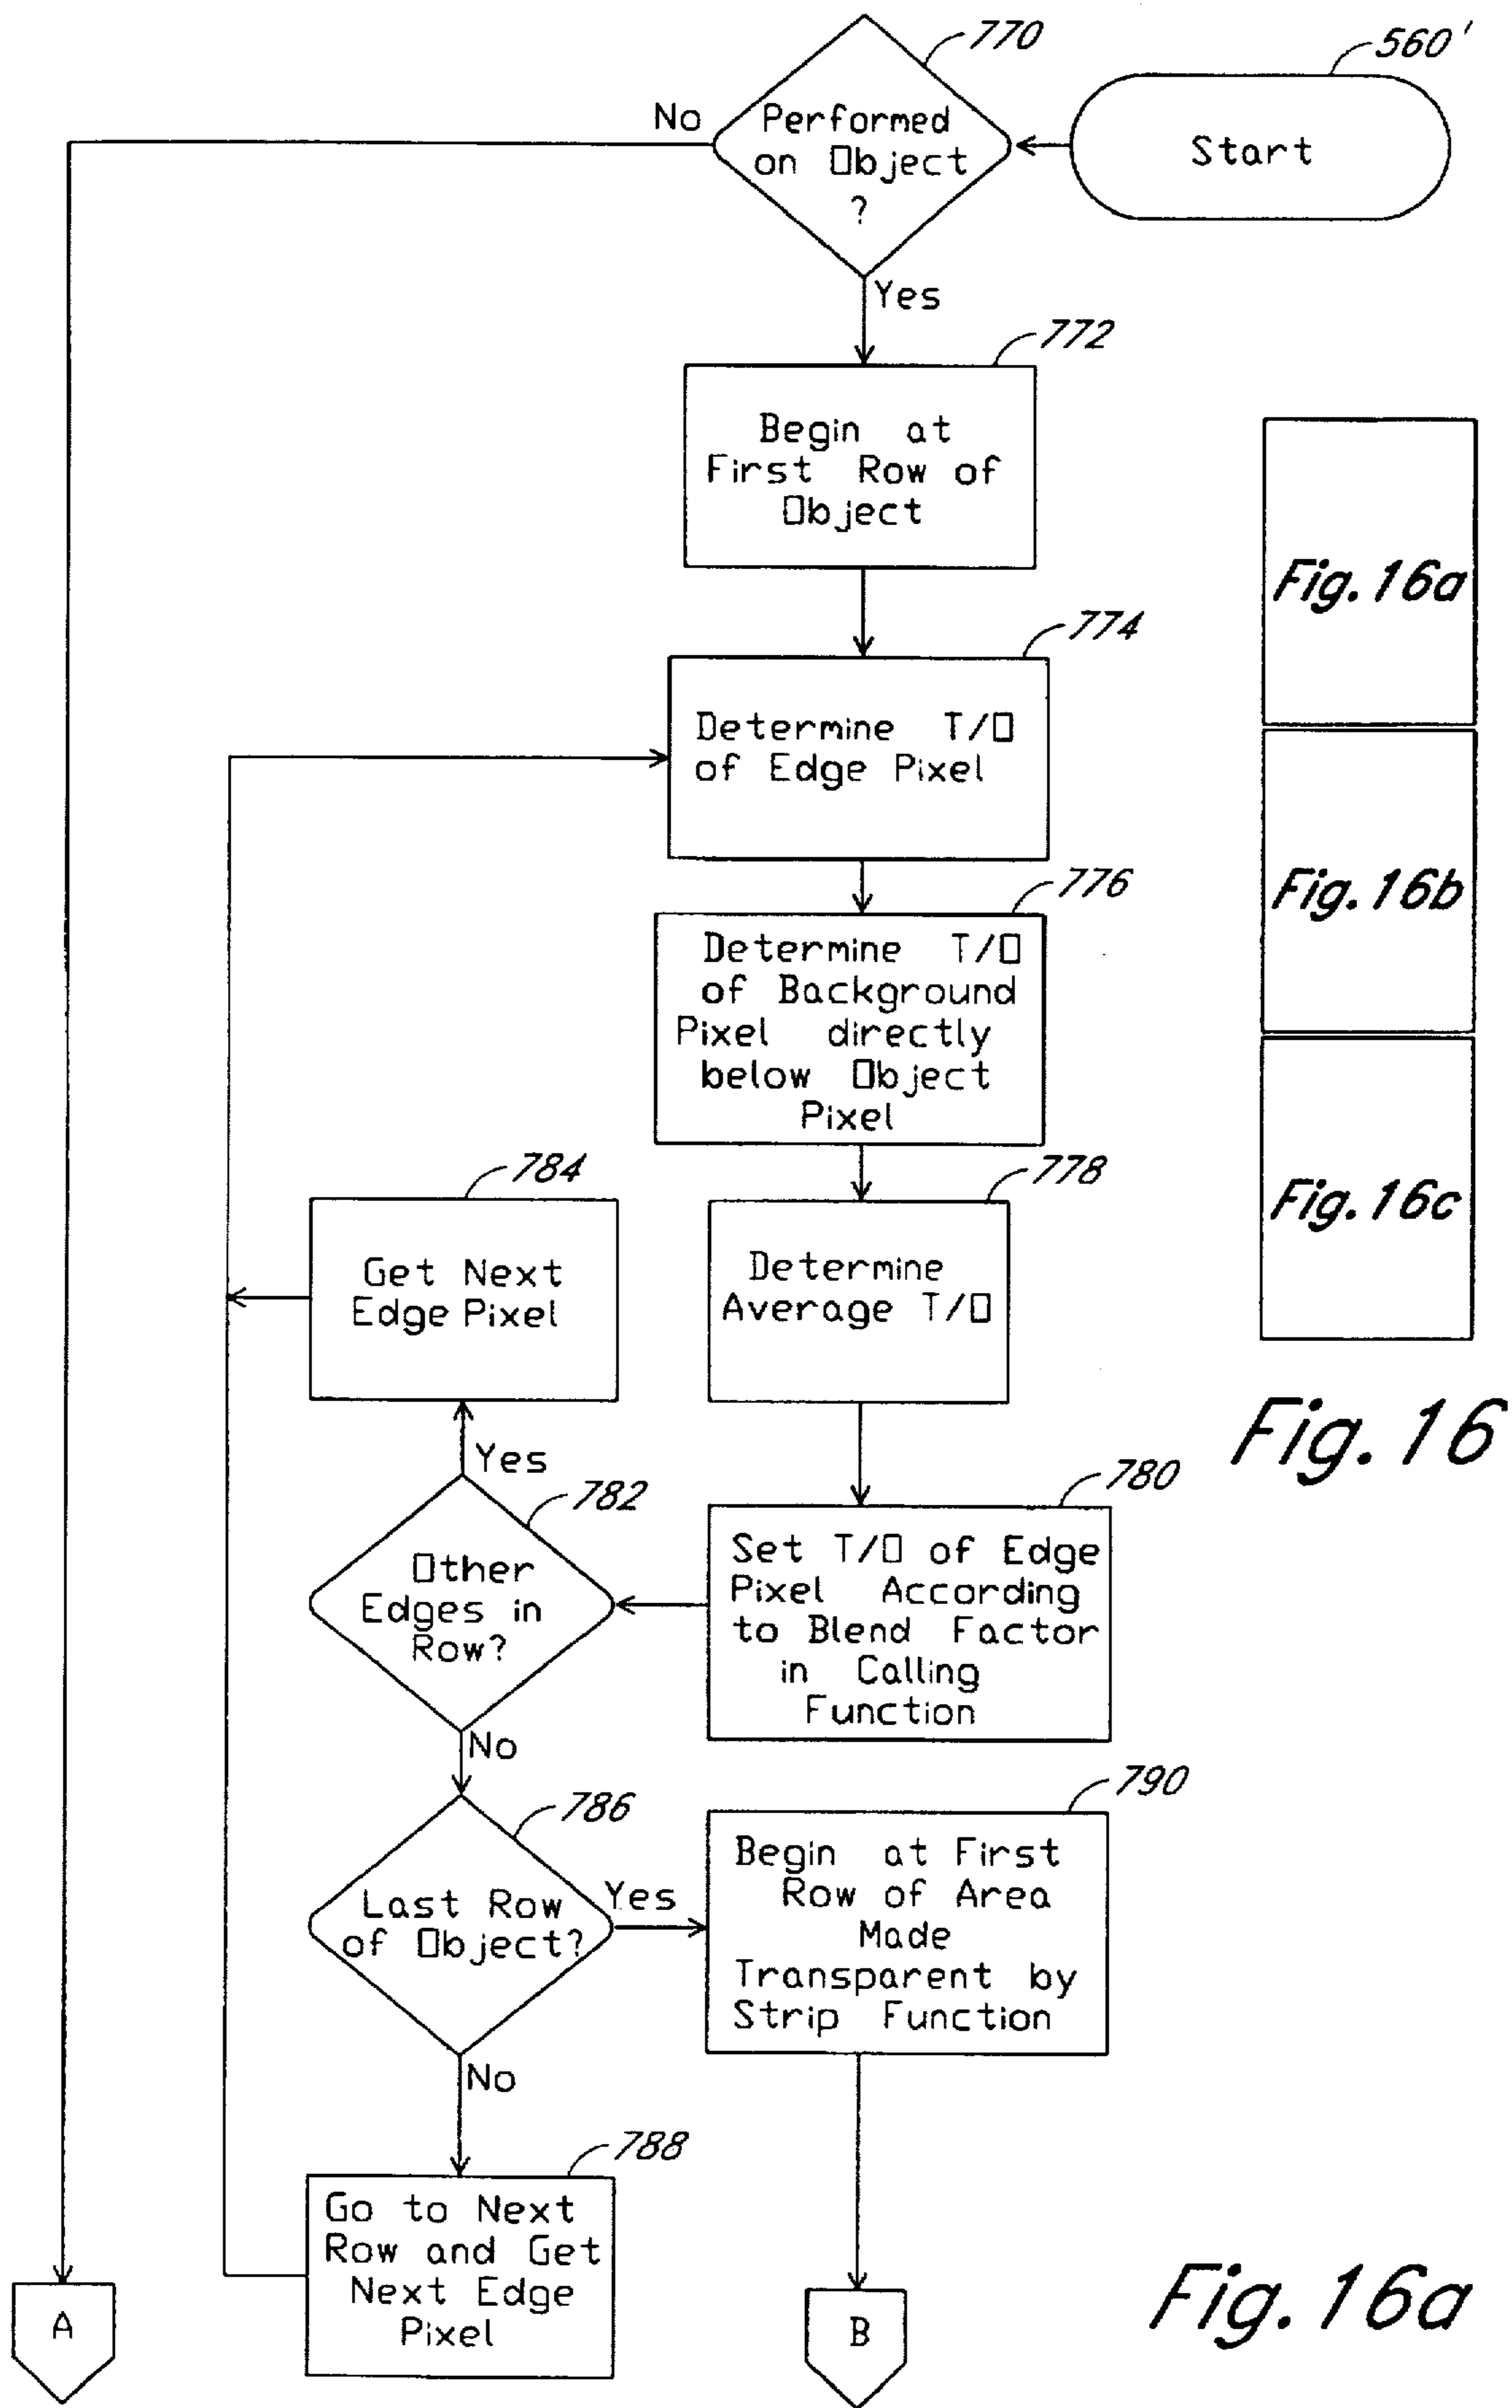 770
560'
No
Performed
on Object
?
Start
Yes
772
Begin at
First Row of
Object
Fig. 16a
774
Determine T/O
of Edge Pixel
776
Determine T/O
of Background
Pixel directly
below Object
Pixel
Fig. 16b
784
778
Get Next
Edge Pixel
Determine
Average T/O
Fig. 16c
Fig. 16
Yes
782
780
Other
Edges in
Row?
Set T/O of Edge
Pixel According
to Blend Factor
in Calling
Function
No
786
790
Last Row
of Object?
Yes
Begin at First
Row of Area
Made
Transparent by
Strip Function
No
788
Go to Next
Row and Get
Next Edge
Pixel
A
B
Fig. 16a